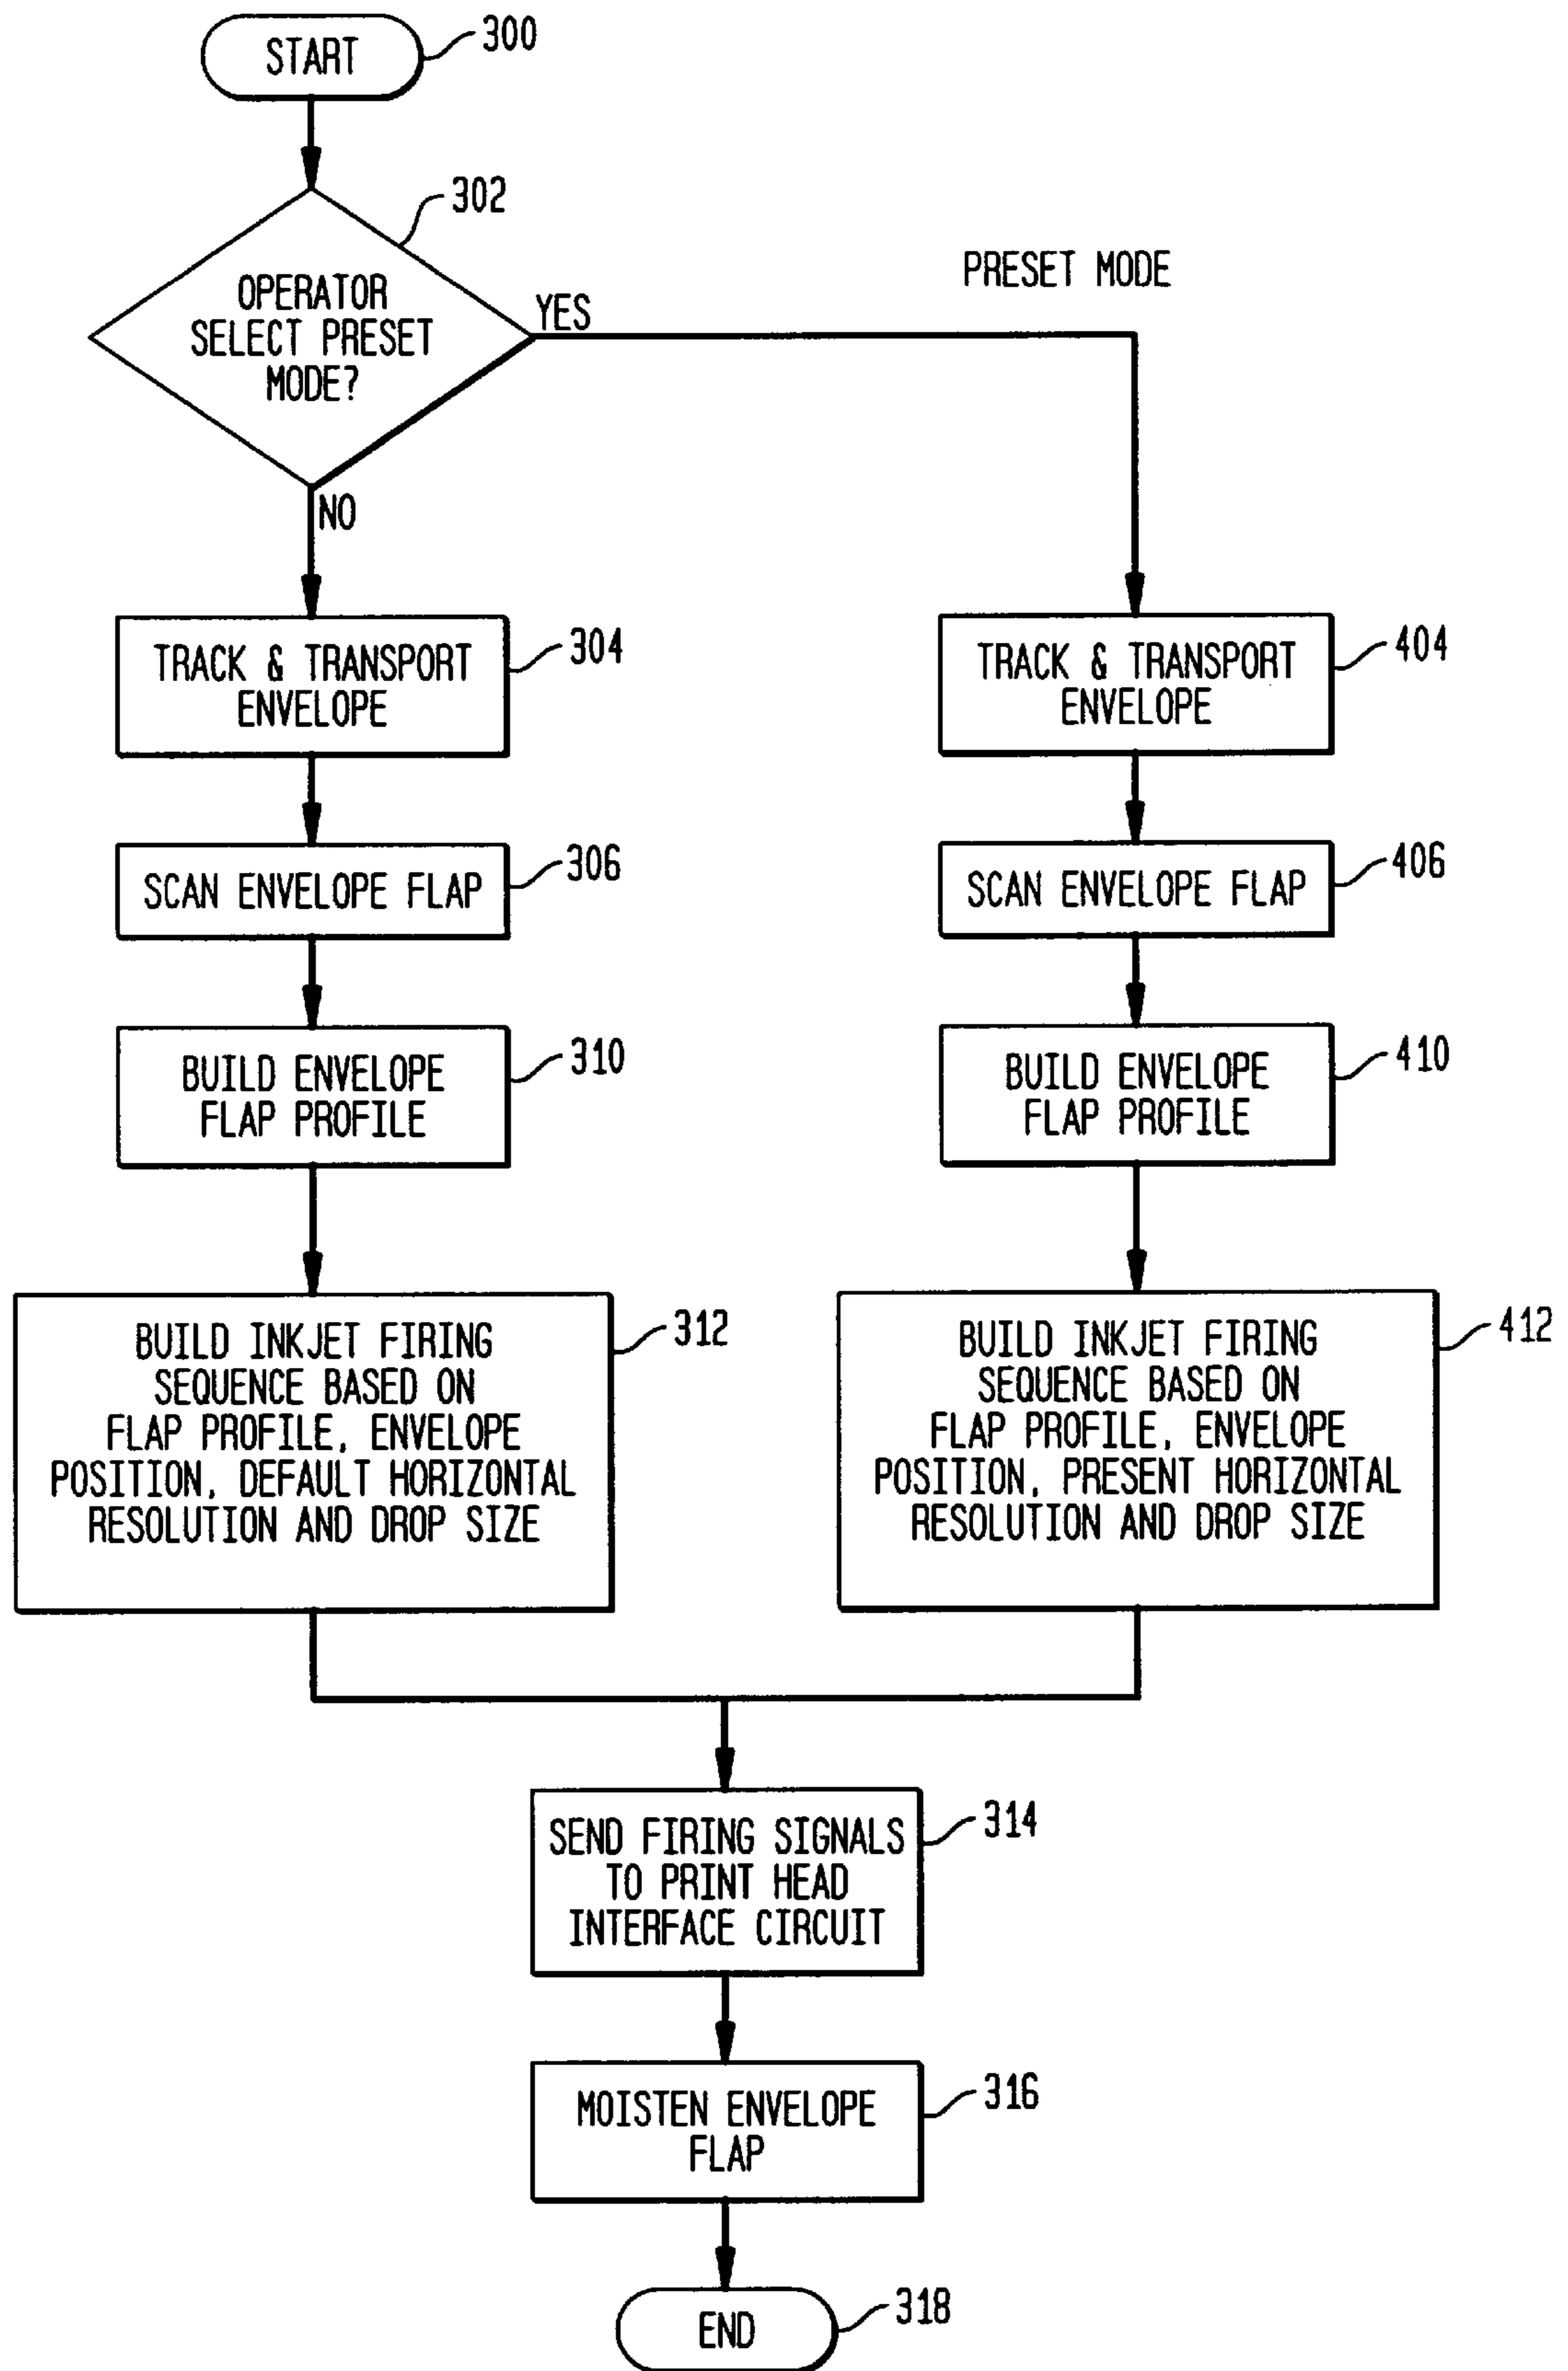 START
300
302
OPERATOR
SELECT PRESET
MODE?
YES
PRESET MODE
NO
TRACK & TRANSPORT
ENVELOPE
304
SCAN ENVELOPE FLAP
306
BUILD ENVELOPE
FLAP PROFILE
310
BUILD INKJET FIRING
SEQUENCE BASED ON
FLAP PROFILE, ENVELOPE
POSITION, DEFAULT HORIZONTAL
RESOLUTION AND DROP SIZE
312
TRACK & TRANSPORT
ENVELOPE
404
SCAN ENVELOPE FLAP
406
BUILD ENVELOPE
FLAP PROFILE
410
BUILD INKJET FIRING
SEQUENCE BASED ON
FLAP PROFILE, ENVELOPE
POSITION, PRESENT HORIZONTAL
RESOLUTION AND DROP SIZE
412
SEND FIRING SIGNALS
TO PRINT HEAD
INTERFACE CIRCUIT
314
MOISTEN ENVELOPE
FLAP
316
END
318